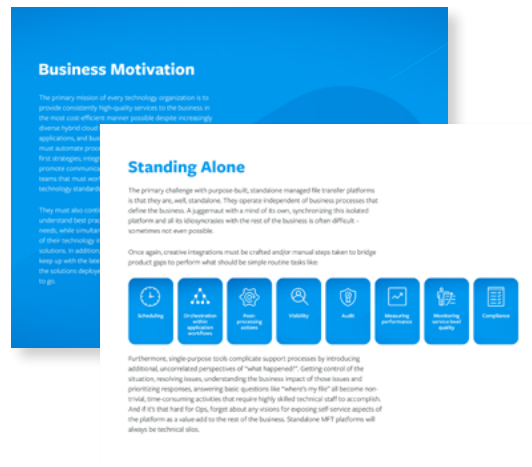 Business Motivation
The primary mission of every technology organization is to
provide consistently high-quality services to the business in
the most cost-efficient manner possible despite increasingly
diverse hybrid cloud
applications, and bus
must automate proc
first strategies, integr
promote communica
teams that must wor
technology standard
They must also conti
understand best prac
needs, while simultan
of their technology i
solutions. In addition
keep up with the late
the solutions deploye
to go.
Standing Alone
The primary challenge with purpose-built, standalone managed file transfer platforms
is that they are, well, standalone. They operate independent of business processes that
define the business. A juggernaut with a mind of its own, synchronizing this isolated
platform and all its idiosyncrasies with the rest of the business is often difficult –
sometimes not even possible.
Once again, creative integrations must be crafted and/or manual steps taken to bridge
product gaps to perform what should be simple routine tasks like:
Scheduling
Orchestration
within
application
workflows
Post-
processing
actions
Visibility
Audit
Measuring
performance
Monitoring
service level
quality
Compliance
Furthermore, single-purpose tools complicate support processes by introducing
additional, uncorrelated perspectives of "what happened?". Getting control of the
situation, resolving issues, understanding the business impact of those issues and
prioritizing responses, answering basic questions like "where's my file" all become non-
trivial, time-consuming activities that require highly skilled technical staff to accomplish.
And if it's that hard for Ops, forget about any visions for exposing self-service aspects of
the platform as a value-add to the rest of the business. Standalone MFT platforms will
always be technical silos.